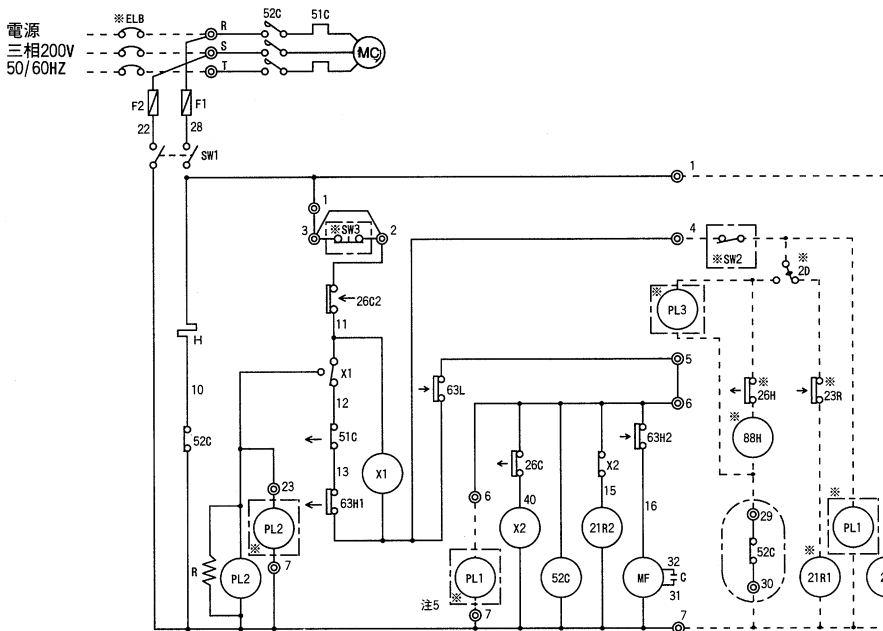 電源
三相200V
50/60HZ
※ELB
R
S
T
52C
51C
MC
F2
F1
22
28
SW1
1
1
3
※SW3
2
4
※SW2
※
2D
26C2
11
※
PL3
H
X1
63L
5
6
※
26H
※
23R
10
12
52C
51C
26C
X2
63H2
※
88H
13
X1
23
63H1
6
40
15
16
29
※
PL2
※
X2
21R2
※
PL1
52C
R
PL2
7
PL1
※
52C
MF
32
C
31
30
※
21R1
2
注5
7
7